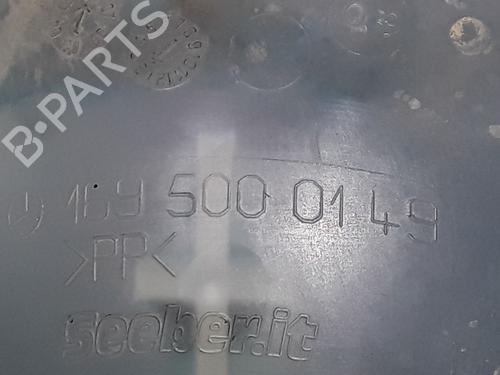 B-PARTS
169 500 01 49
>PP<
seeber.it